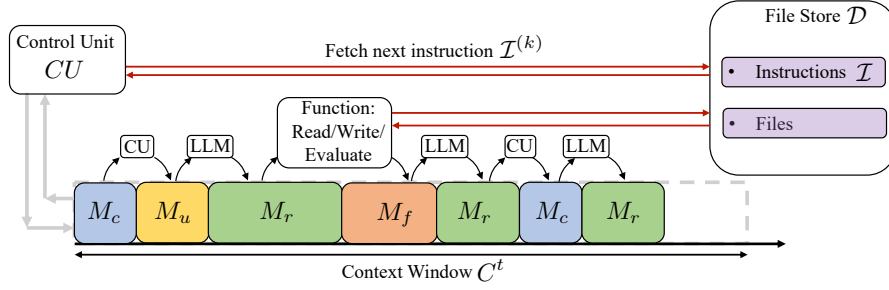 Control Unit
CU
Fetch next instruction I^(k)
File Store D
• Instructions I
• Files
Function:
Read/Write/
Evaluate
CU
LLM
LLM
CU
LLM
M_c
M_u
M_r
M_f
M_r
M_c
M_r
Context Window C^t